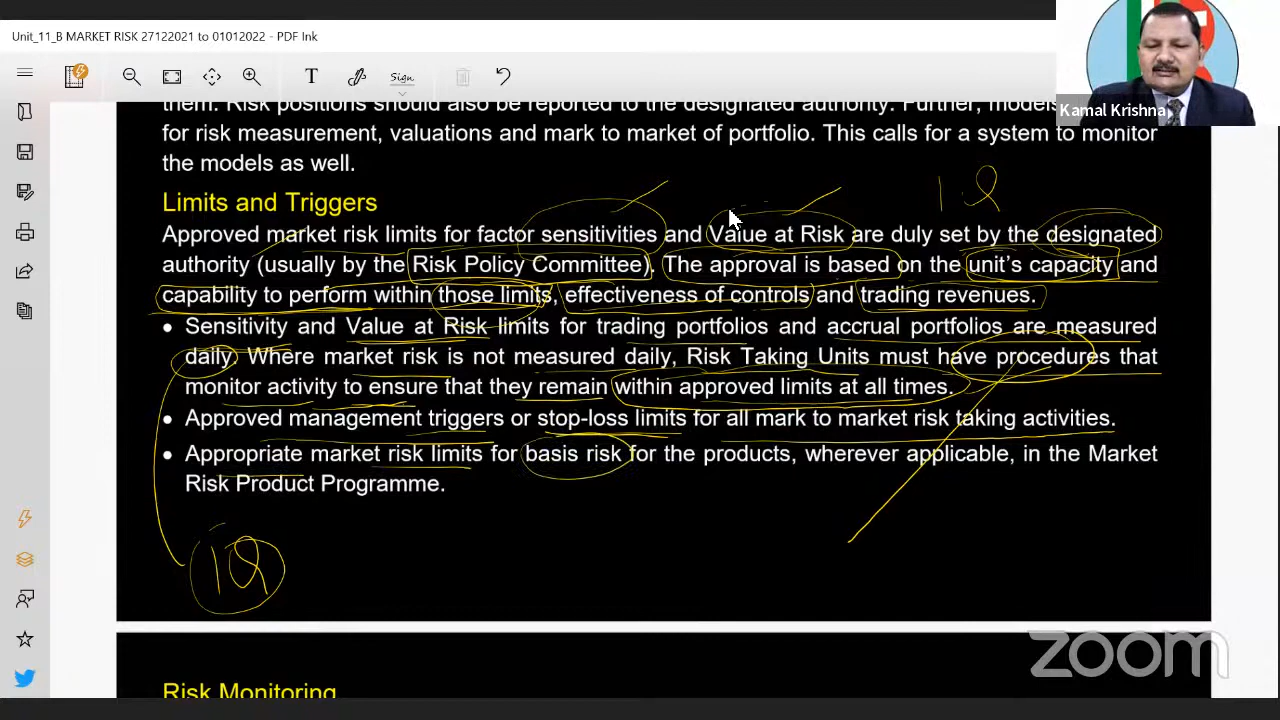 Unit_11_B MARKET RISK 27122021 to 01012022 - PDF Ink
T
Sign
Kamal Krishna
them. Risk positions should also be reported to the designated authority. Further, models
for risk measurement, valuations and mark to market of portfolio. This calls for a system to monitor
the models as well.
Limits and Triggers
Approved market risk limits for factor sensitivities and Value at Risk are duly set by the designated
authority (usually by the Risk Policy Committee). The approval is based on the unit's capacity and
capability to perform within those limits, effectiveness of controls and trading revenues.
• Sensitivity and Value at Risk limits for trading portfolios and accrual portfolios are measured
daily. Where market risk is not measured daily, Risk Taking Units must have procedures that
monitor activity to ensure that they remain within approved limits at all times.
• Approved management triggers or stop-loss limits for all mark to market risk taking activities.
• Appropriate market risk limits for basis risk for the products, wherever applicable, in the Market
Risk Product Programme.
zoom
Risk Monitoring